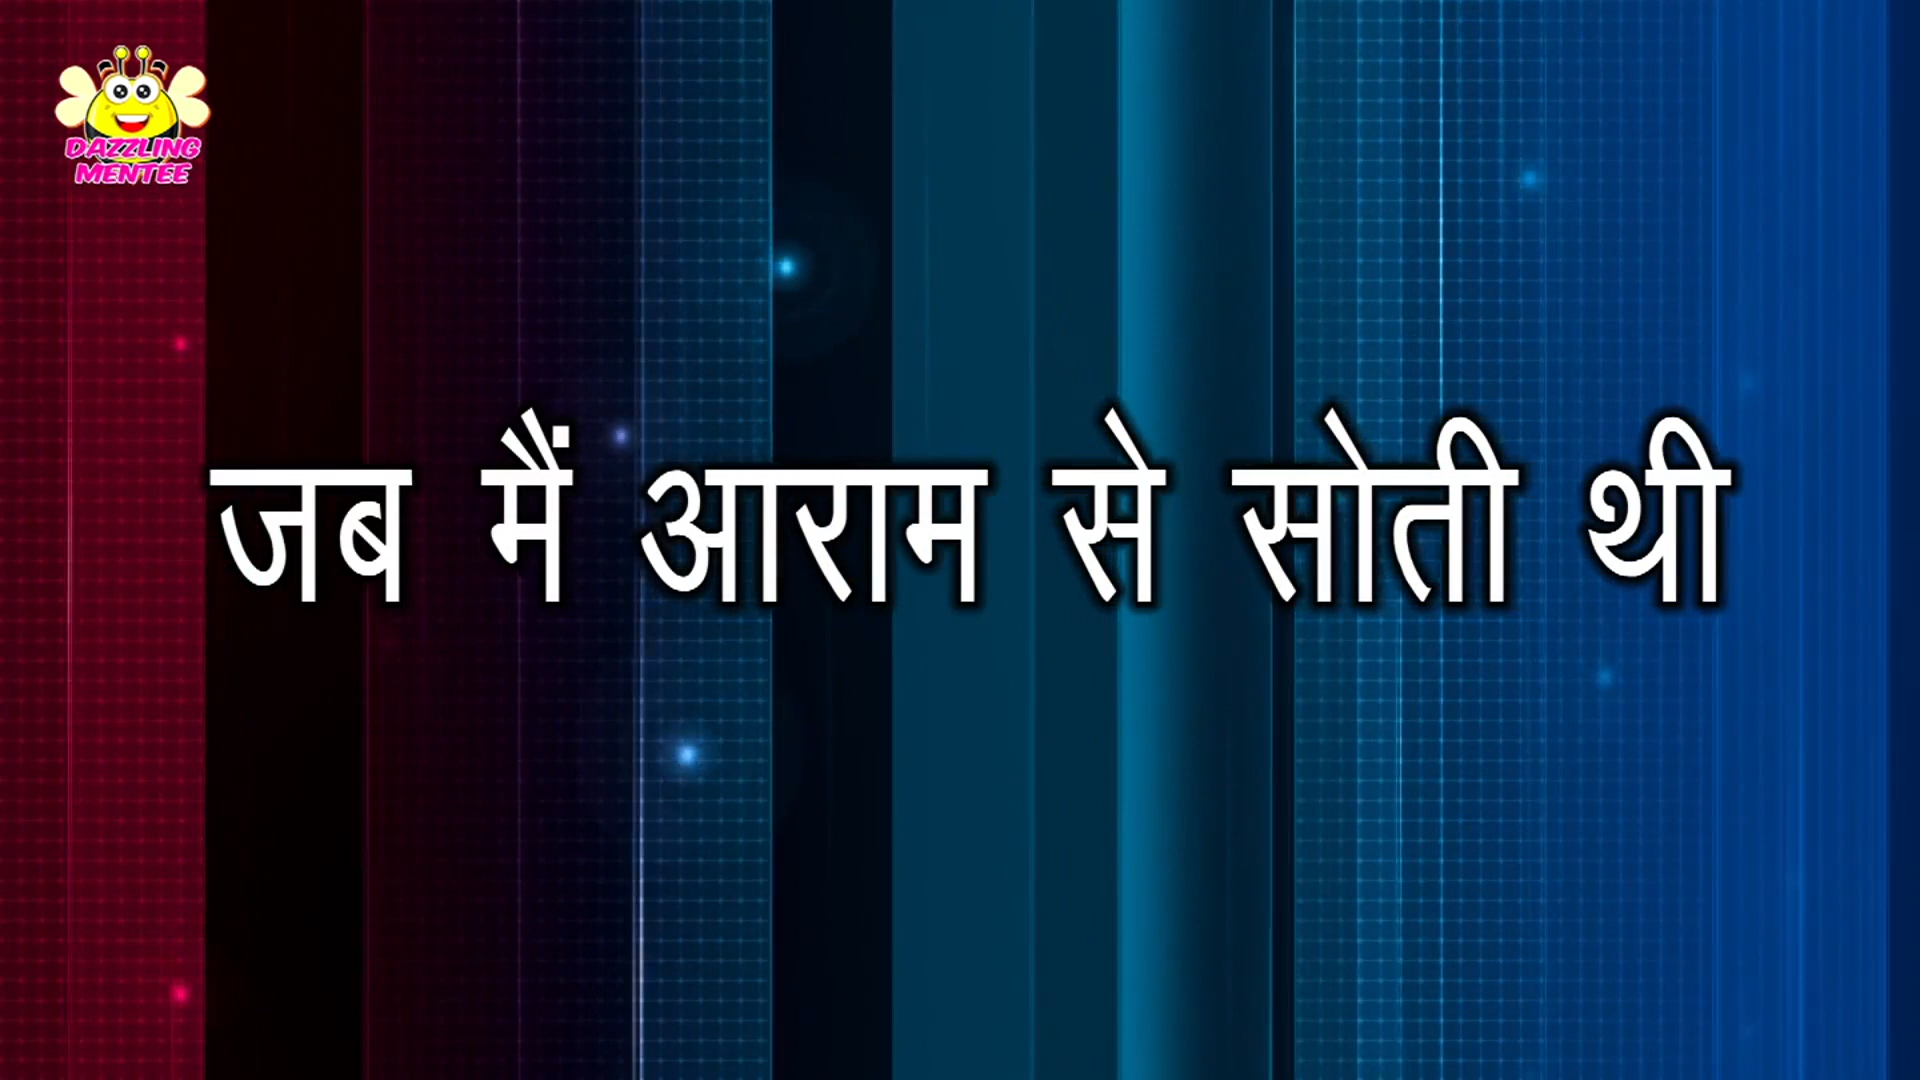 DAZZLING
MENTEE
जब मैं आराम से सोती थी